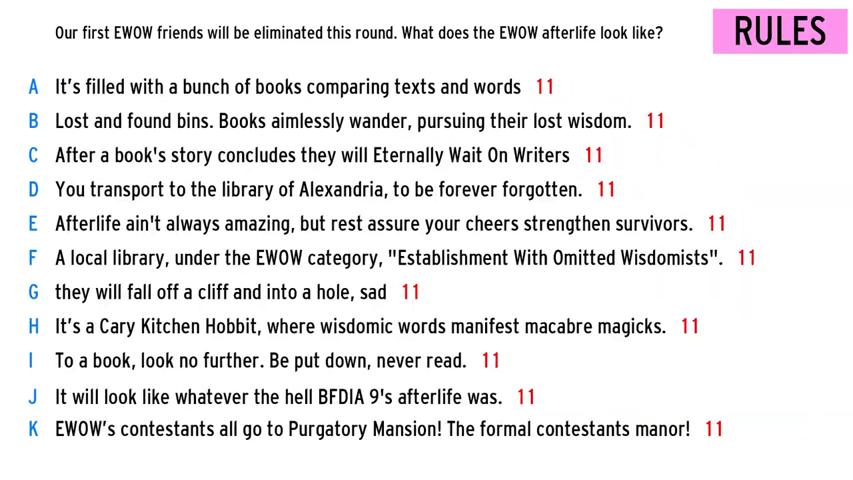 Our first EWOW friends will be eliminated this round. What does the EWOW afterlife look like?
RULES
A It's filled with a bunch of books comparing texts and words 11
B Lost and found bins. Books aimlessly wander, pursuing their lost wisdom. 11
C After a book's story concludes they will Eternally Wait On Writers 11
D You transport to the library of Alexandria, to be forever forgotten. 11
E Afterlife ain't always amazing, but rest assure your cheers strengthen survivors. 11
F A local library, under the EWOW category, "Establishment With Omitted Wisdomists". 11
G they will fall off a cliff and into a hole, sad 11
H It's a Cary Kitchen Hobbit, where wisdomic words manifest macabre magicks. 11
I To a book, look no further. Be put down, never read. 11
J It will look like whatever the hell BFDIA 9's afterlife was. 11
K EWOW's contestants all go to Purgatory Mansion! The formal contestants manor! 11